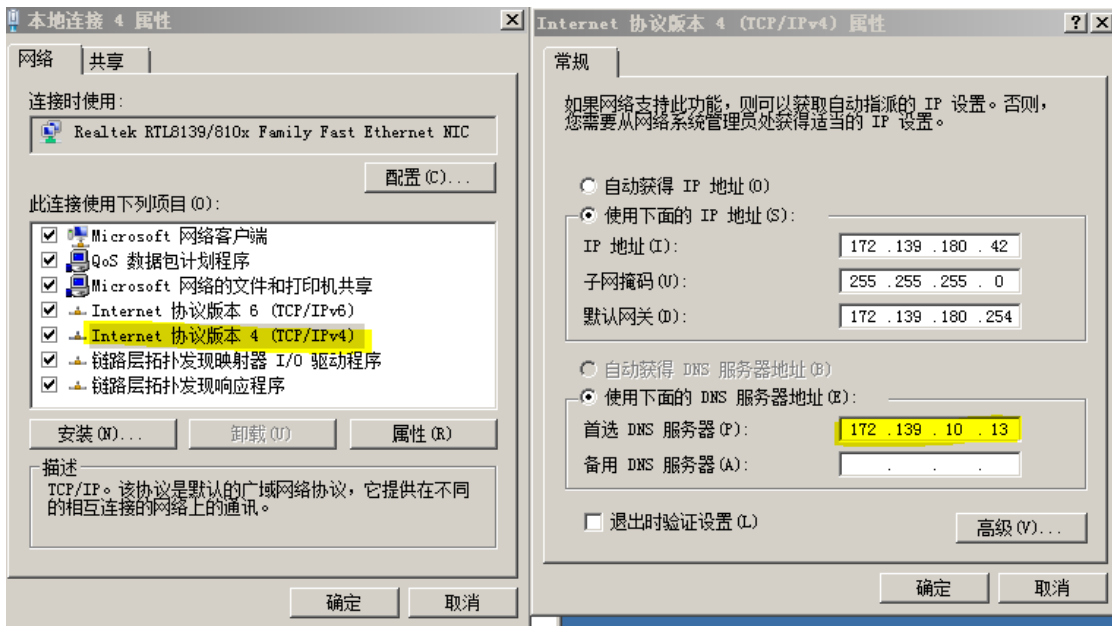 本地连接 4 属性
网络
共享
连接时使用:
Realtek RTL8139/810x Family Fast Ethernet NIC
配置(C)...
此连接使用下列项目(O):
Microsoft 网络客户端
QoS 数据包计划程序
Microsoft 网络的文件和打印机共享
Internet 协议版本 6 (TCP/IPv6)
Internet 协议版本 4 (TCP/IPv4)
链路层拓扑发现映射器 I/O 驱动程序
链路层拓扑发现响应程序
安装(N)...
卸载(U)
属性(R)
描述
TCP/IP。该协议是默认的广域网络协议，它提供在不同
的相互连接的网络上的通讯。
确定
取消
Internet 协议版本 4 (TCP/IPv4) 属性
常规
如果网络支持此功能，则可以获取自动指派的 IP 设置。否则，
您需要从网络系统管理员处获得适当的 IP 设置。
自动获得 IP 地址(O)
使用下面的 IP 地址(S):
IP 地址(I): 172 .139 .180 . 42
子网掩码(U): 255 .255 .255 . 0
默认网关(D): 172 .139 .180 .254
自动获得 DNS 服务器地址(B)
使用下面的 DNS 服务器地址(E):
首选 DNS 服务器(P): 172 .139 . 10 . 13
备用 DNS 服务器(A): . . .
退出时验证设置(L)
高级(V)...
确定
取消